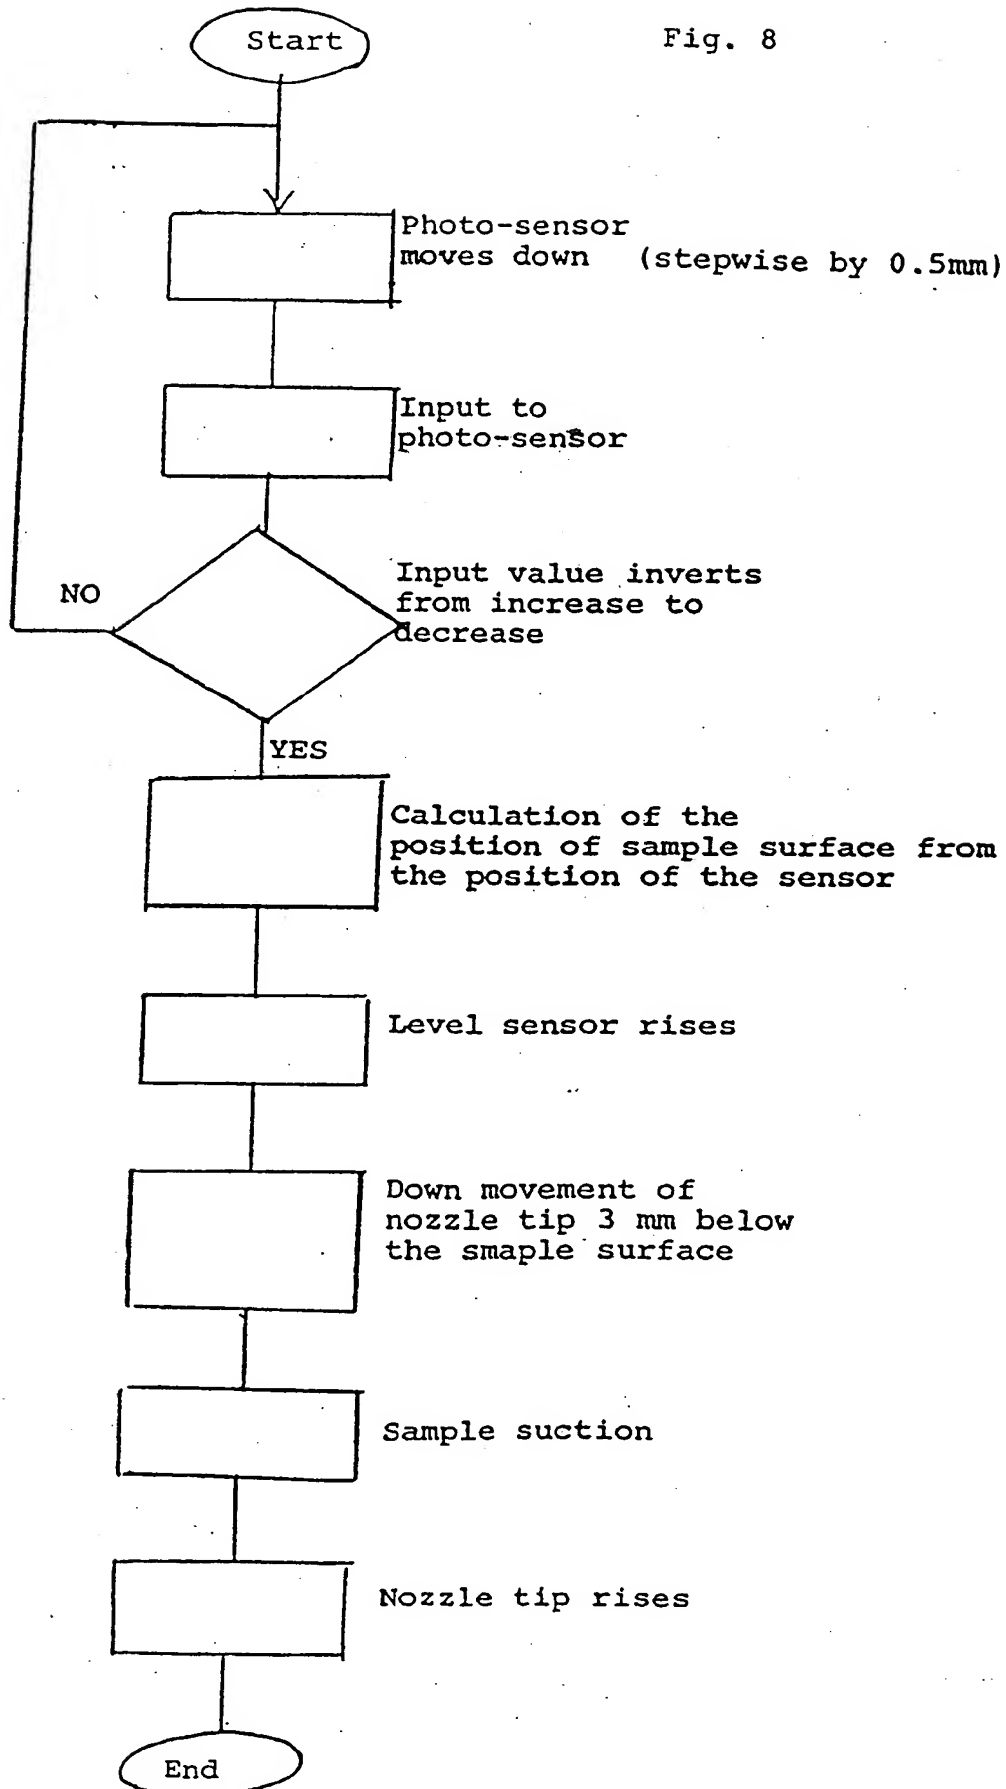 Start
Fig. 8
Photo-sensor
moves down (stepwise by 0.5mm)
Input to
photo-sensor
Input value inverts
from increase to
decrease
NO
YES
Calculation of the
position of sample surface from
the position of the sensor
Level sensor rises
Down movement of
nozzle tip 3 mm below
the smaple surface
Sample suction
Nozzle tip rises
End